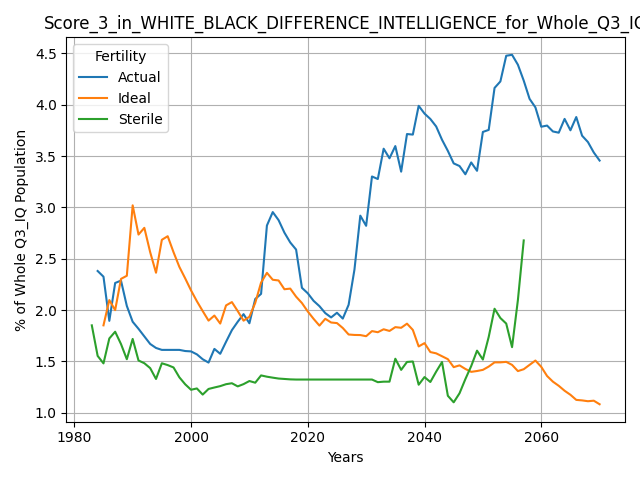 Score_3_in_WHITE_BLACK_DIFFERENCE_INTELLIGENCE_for_Whole_Q3_IQ
Fertility
Actual
Ideal
Sterile
% of Whole Q3_IQ Population
4.5
4.0
3.5
3.0
2.5
2.0
1.5
1.0
1980 2000 2020 2040 2060
Years